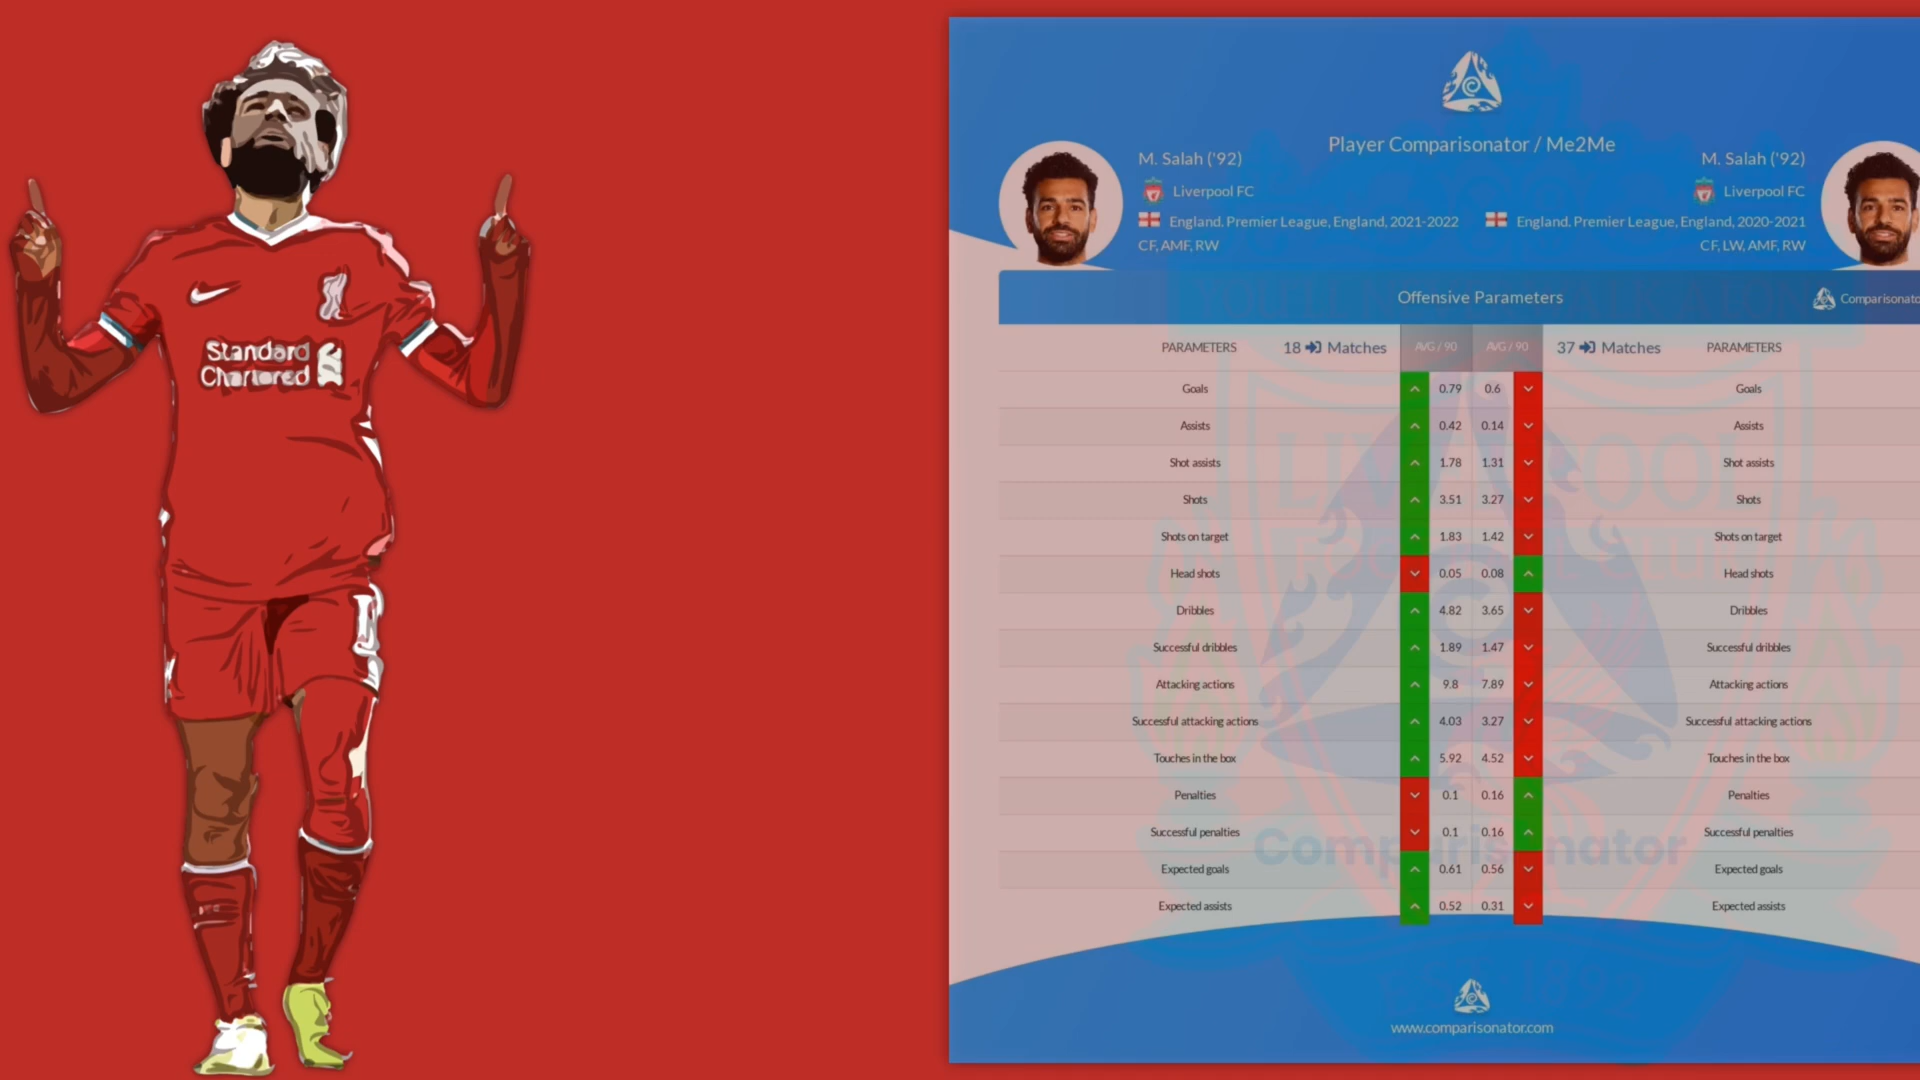 Standard
Chartered
Player Comparisonator / Me2Me
M. Salah ('92)
Liverpool FC
England. Premier League, England, 2021-2022
CF, AMF, RW
M. Salah ('92)
Liverpool FC
England. Premier League, England, 2020-2021
CF, LW, AMF, RW
Offensive Parameters
PARAMETERS 18 Matches AVG / 90 AVG / 90 37 Matches PARAMETERS
Goals 0.79 0.6 Goals
Assists 0.42 0.14 Assists
Shot assists 1.78 1.31 Shot assists
Shots 3.51 3.27 Shots
Shots on target 1.83 1.42 Shots on target
Head shots 0.05 0.08 Head shots
Dribbles 4.82 3.65 Dribbles
Successful dribbles 1.89 1.47 Successful dribbles
Attacking actions 9.8 7.89 Attacking actions
Successful attacking actions 4.03 3.27 Successful attacking actions
Touches in the box 5.92 4.52 Touches in the box
Penalties 0.1 0.16 Penalties
Successful penalties 0.1 0.16 Successful penalties
Comparisonator
Expected goals 0.61 0.56 Expected goals
Expected assists 0.52 0.31 Expected assists
EST·1892
www.comparisonator.com